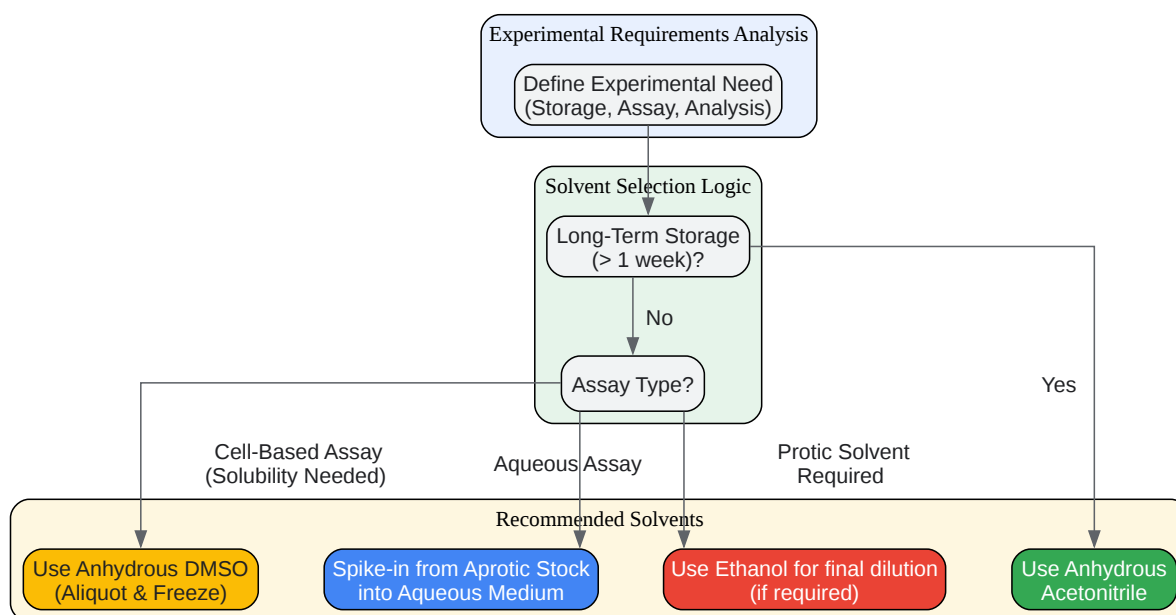 Experimental Requirements Analysis
Define Experimental Need
(Storage, Assay, Analysis)
Solvent Selection Logic
Long-Term Storage
(> 1 week)?
No
Assay Type?
Yes
Cell-Based Assay
(Solubility Needed)
Aqueous Assay
Protic Solvent
Required
Recommended Solvents
Use Anhydrous DMSO
(Aliquot & Freeze)
Spike-in from Aprotic Stock
into Aqueous Medium
Use Ethanol for final dilution
(if required)
Use Anhydrous
Acetonitrile